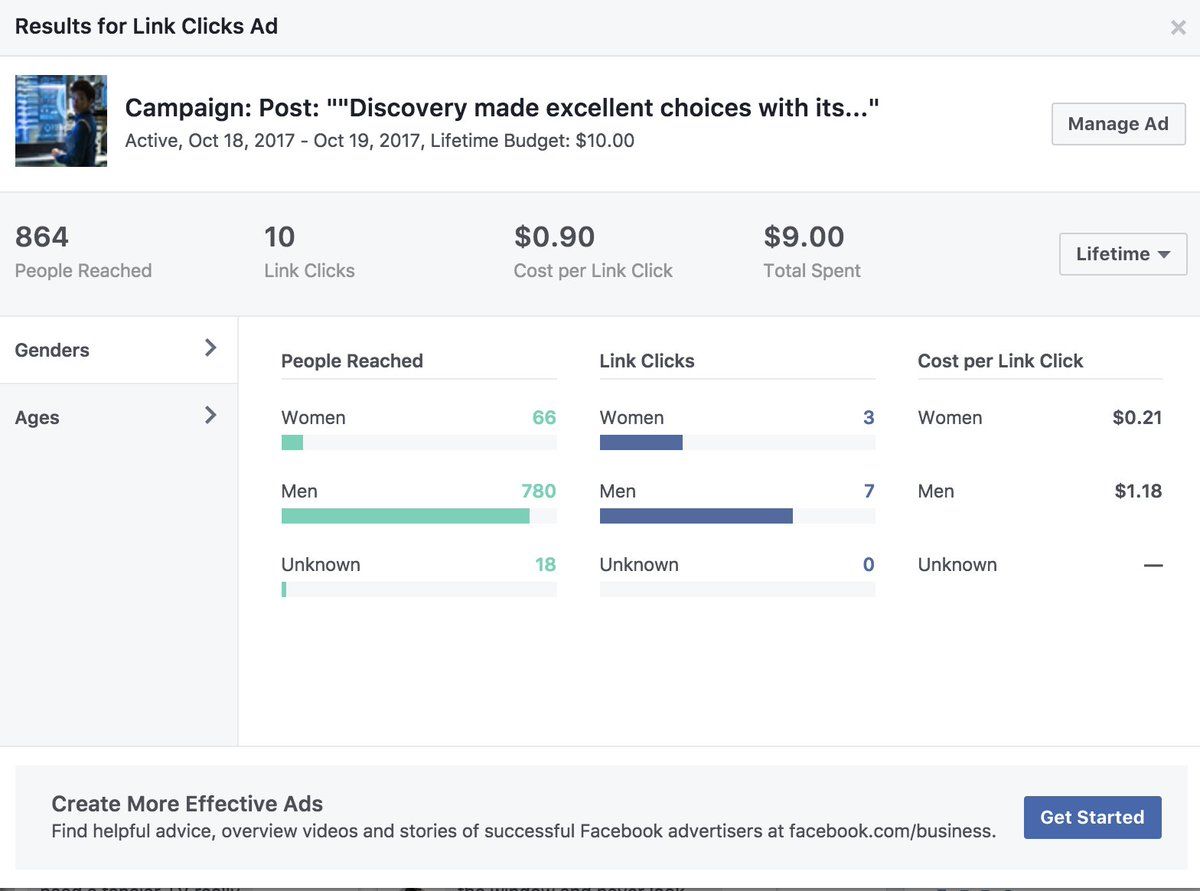 Results for Link Clicks Ad
Campaign: Post: ""Discovery made excellent choices with its..."
Active, Oct 18, 2017 - Oct 19, 2017, Lifetime Budget: $10.00
Manage Ad
864
People Reached
10
Link Clicks
$0.90
Cost per Link Click
$9.00
Total Spent
Lifetime
Genders
Ages
People Reached
Women 66
Men 780
Unknown 18
Link Clicks
Women 3
Men 7
Unknown 0
Cost per Link Click
Women $0.21
Men $1.18
Unknown —
Create More Effective Ads
Find helpful advice, overview videos and stories of successful Facebook advertisers at facebook.com/business.
Get Started